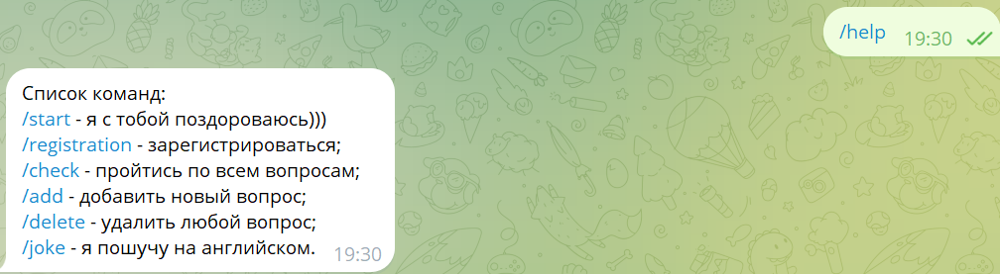 /help 19:30
Список команд:
/start - я с тобой поздороваюсь)))
/registration - зарегистрироваться;
/check - пройтись по всем вопросам;
/add - добавить новый вопрос;
/delete - удалить любой вопрос;
/joke - я пошучу на английском. 19:30